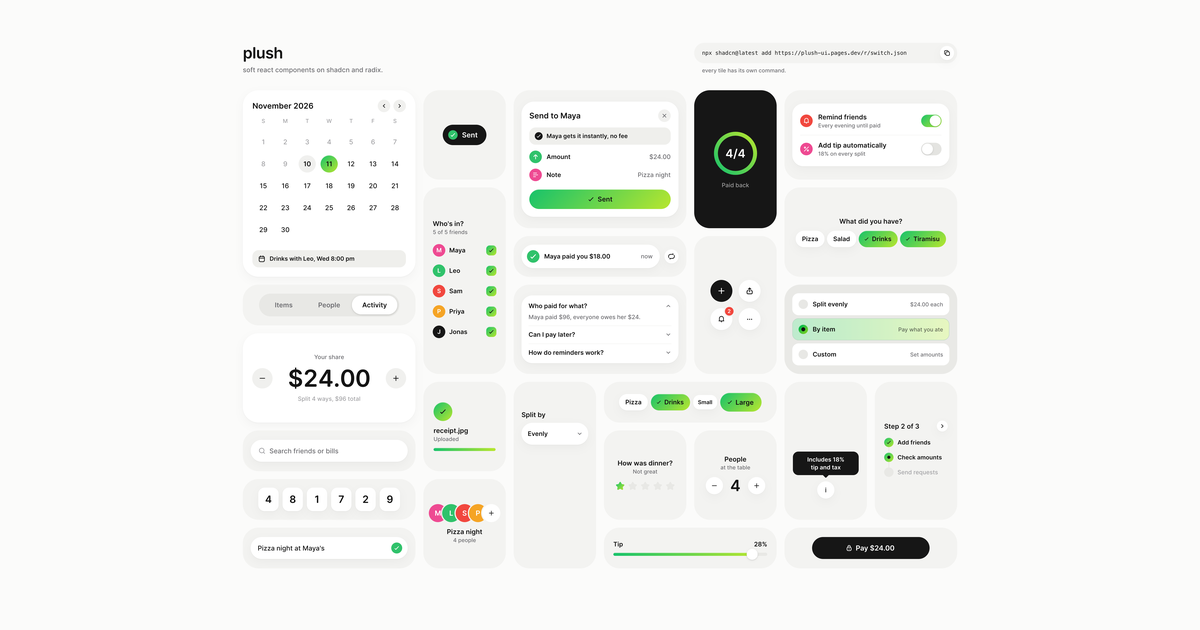 plush
soft react components on shadcn and radix.
npx shadcn@latest add https://plush-ui.pages.dev/r/switch.json
every tile has its own command.
November 2026
S M T W T F S
1 2 3 4 5 6 7
8 9 10 11 12 13 14
15 16 17 18 19 20 21
22 23 24 25 26 27 28
29 30
Drinks with Leo, Wed 8:00 pm
Items People Activity
Your share
− $24.00 +
Split 4 ways, $96 total
Search friends or bills
4 8 1 7 2 9
Pizza night at Maya's
Sent
Who's in?
5 of 5 friends
M Maya
L Leo
S Sam
P Priya
J Jonas
receipt.jpg
Uploaded
M L S P +
Pizza night
4 people
Send to Maya
Maya gets it instantly, no fee
Amount $24.00
Note Pizza night
Sent
Maya paid you $18.00 now
Who paid for what?
Maya paid $96, everyone owes her $24.
Can I pay later?
How do reminders work?
Split by
Evenly
4/4
Paid back
+
2
Pizza Drinks Small Large
How was dinner?
Not great
People
at the table
− 4 +
Tip 28%
Remind friends
Every evening until paid
Add tip automatically
18% on every split
What did you have?
Pizza Salad Drinks Tiramisu
Split evenly $24.00 each
By item Pay what you ate
Custom Set amounts
Includes 18%
tip and tax
i
Step 2 of 3
Add friends
Check amounts
Send requests
Pay $24.00